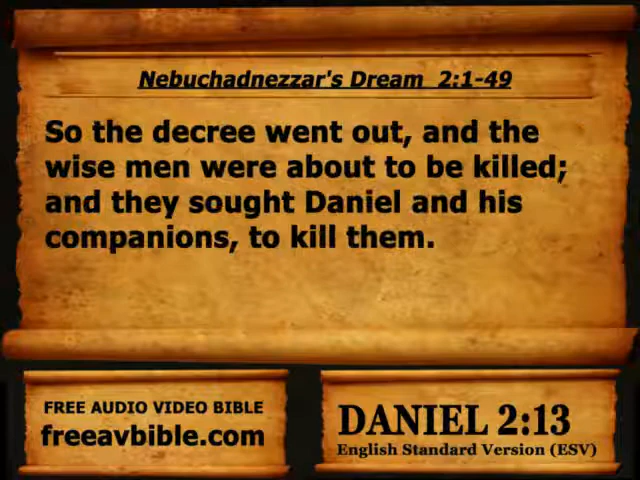 Nebuchadnezzar's Dream 2:1-49
So the decree went out, and the
wise men were about to be killed;
and they sought Daniel and his
companions, to kill them.
FREE AUDIO VIDEO BIBLE
freeavbible.com
DANIEL 2:13
English Standard Version (ESV)